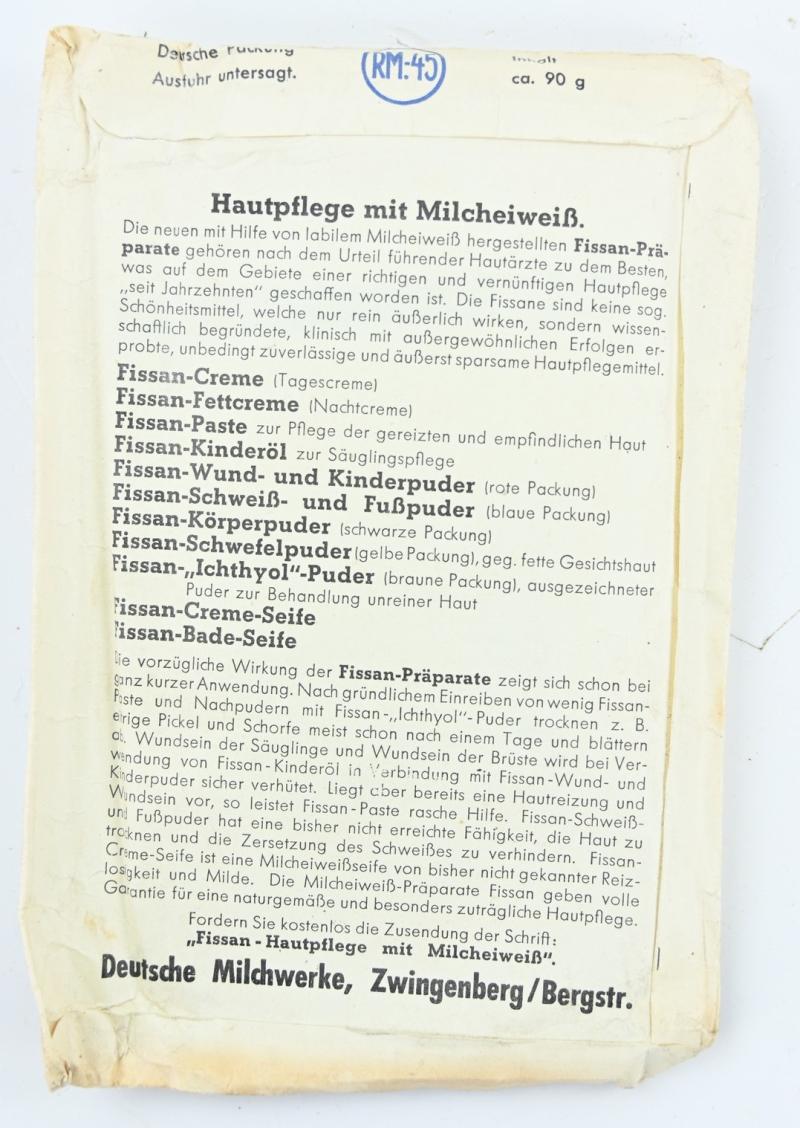 Deutsche Packung
Ausfuhr untersagt.
RM-.45
Inhalt
ca. 90 g
Hautpflege mit Milcheiweiß.
Die neuen mit Hilfe von labilem Milcheiweiß hergestellten Fissan-Prä-
parate gehören nach dem Urteil führender Hautärzte zu dem Besten,
was auf dem Gebiete einer richtigen und vernünftigen Hautpflege
„seit Jahrzehnten“ geschaffen worden ist. Die Fissane sind keine sog.
Schönheitsmittel, welche nur rein äußerlich wirken, sondern wissen-
schaftlich begründete, klinisch mit außergewöhnlichen Erfolgen er-
probte, unbedingt zuverlässige und äußerst sparsame Hautpflegemittel.
Fissan-Creme (Tagescreme)
Fissan-Fettcreme (Nachtcreme)
Fissan-Paste zur Pflege der gereizten und empfindlichen Haut
Fissan-Kinderöl zur Säuglingspflege
Fissan-Wund- und Kinderpuder (rote Packung)
Fissan-Schweiß- und Fußpuder (blaue Packung)
Fissan-Körperpuder (schwarze Packung)
Fissan-Schwefelpuder (gelbe Packung), geg. fette Gesichtshaut
Fissan-„Ichthyol“-Puder (braune Packung), ausgezeichneter
Puder zur Behandlung unreiner Haut
Fissan-Creme-Seife
Fissan-Bade-Seife
Die vorzügliche Wirkung der Fissan-Präparate zeigt sich schon bei
ganz kurzer Anwendung. Nach gründlichem Einreiben von wenig Fissan-
Paste und Nachpudern mit Fissan-„Ichthyol“-Puder trocknen z. B.
eitrige Pickel und Schorfe meist schon nach einem Tage und blättern
ab. Wundsein der Säuglinge und Wundsein der Brüste wird bei Ver-
wendung von Fissan-Kinderöl in Verbindung mit Fissan-Wund- und
Kinderpuder sicher verhütet. Liegt aber bereits eine Hautreizung und
Wundsein vor, so leistet Fissan-Paste rasche Hilfe. Fissan-Schweiß-
und Fußpuder hat eine bisher nicht erreichte Fähigkeit, die Haut zu
trocknen und die Zersetzung des Schweißes zu verhindern. Fissan-
Creme-Seife ist eine Milcheiweißseife von bisher nicht gekannter Reiz-
losigkeit und Milde. Die Milcheiweiß-Präparate Fissan geben volle
Garantie für eine naturgemäße und besonders zuträgliche Hautpflege.
Fordern Sie kostenlos die Zusendung der Schrift:
„Fissan-Hautpflege mit Milcheiweiß“.
Deutsche Milchwerke, Zwingenberg/Bergstr.